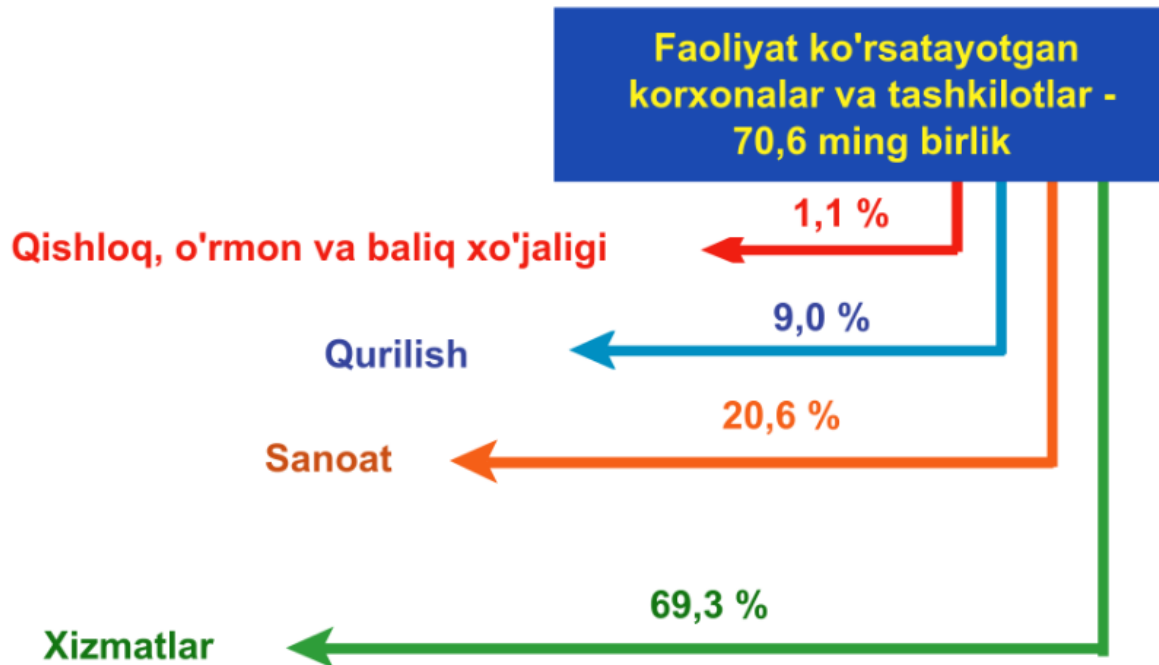 Faoliyat ko'rsatayotgan
korxonalar va tashkilotlar -
70,6 ming birlik
1,1 %
Qishloq, o'rmon va baliq xo'jaligi
9,0 %
Qurilish
20,6 %
Sanoat
69,3 %
Xizmatlar